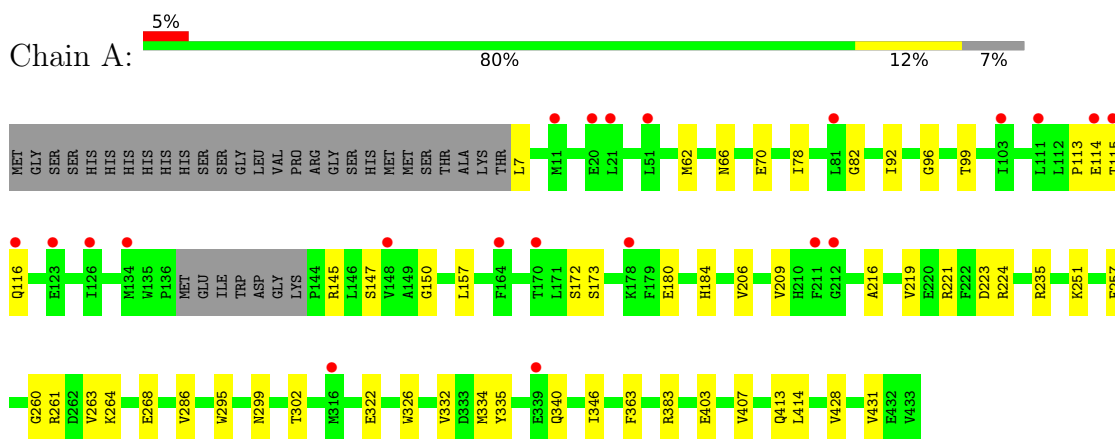 5%
Chain A:
80% 12% 7%
MET GLY SER SER HIS HIS HIS HIS HIS HIS SER SER GLY LEU VAL PRO ARG GLY SER HIS MET MET SER THR ALA LYS THR L7 M11 E20 L21 L51 M62 N66 E70 I78 L81 G82 I92 G96 T99 I103 L111 L112 P113 E114 T115
Q116 E123 I126 M134 W135 P136 MET GLU ILE TRP ASP GLY LYS P144 R145 L146 S147 V148 A149 G150 L157 F164 T170 L171 S172 S173 K178 F179 E180 H184 V206 V209 H210 F211 G212 A216 V219 E220 R221 F222 D223 R224 R235 K251 E257
G260 R261 D262 V263 K264 E268 V286 W295 N299 T302 M316 E322 W326 V332 D333 M334 Y335 E339 Q340 I346 F363 R383 E403 V407 Q413 L414 V428 V431 E432 V433